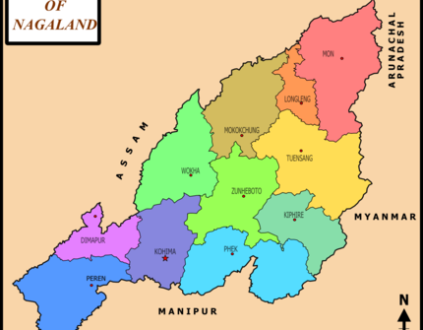 OF
NAGALAND
ARUNACHAL
PRADESH
MON
LONGLENG
MOKOKCHUNG
ASSAM
TUENSANG
WOKHA
ZUNHEBOTO
KIPHIRE
MYANMAR
DIMAPUR
KOHIMA
PHEK
PEREN
MANIPUR
N